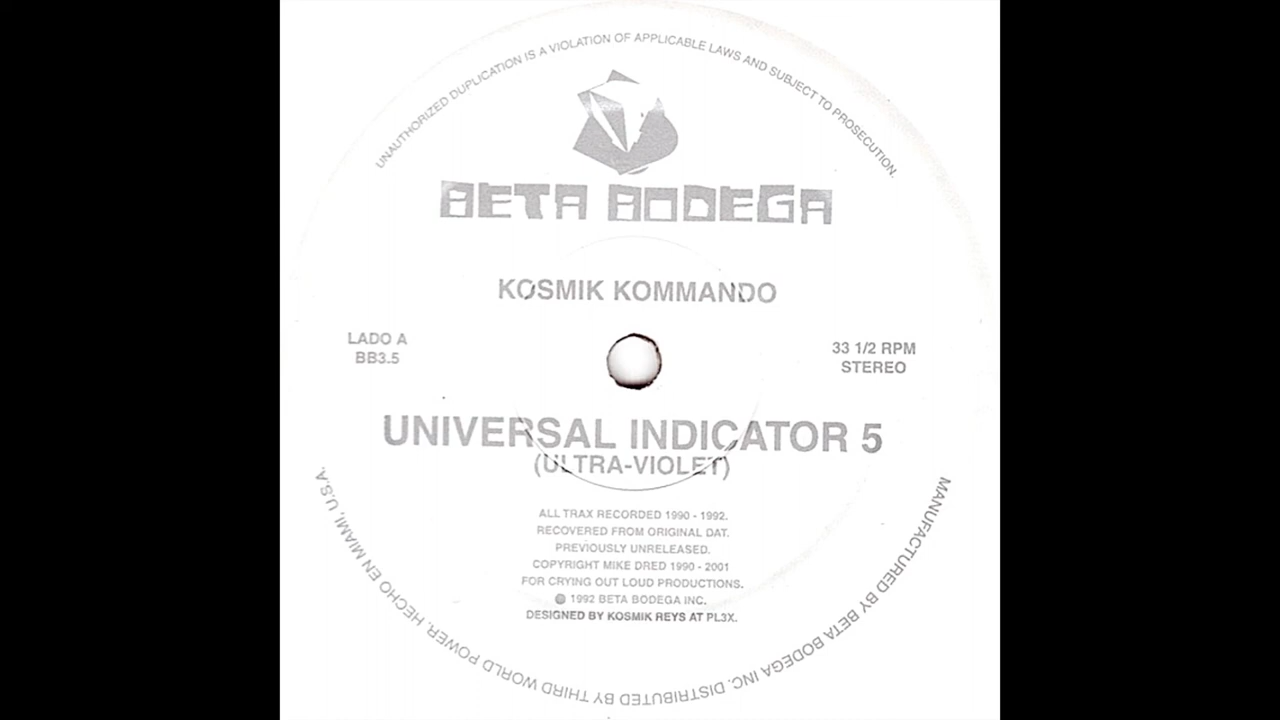 UNAUTHORIZED DUPLICATION IS A VIOLATION OF APPLICABLE LAWS AND SUBJECT TO PROSECUTION.
BETA BODEGA
KOSMIK KOMMANDO
LADO A
BB3.5
33 1/2 RPM
STEREO
UNIVERSAL INDICATOR 5
(ULTRA-VIOLET)
ALL TRAX RECORDED 1990 - 1992.
RECOVERED FROM ORIGINAL DAT.
PREVIOUSLY UNRELEASED.
COPYRIGHT MIKE DRED 1990 - 2001
FOR CRYING OUT LOUD PRODUCTIONS.
℗ 1992 BETA BODEGA INC.
DESIGNED BY KOSMIK REYS AT PL3X.
MANUFACTURED BY BETA BODEGA INC. DISTRIBUTED BY THIRD WORLD POWER. HECHO EN MIAMI, U.S.A.